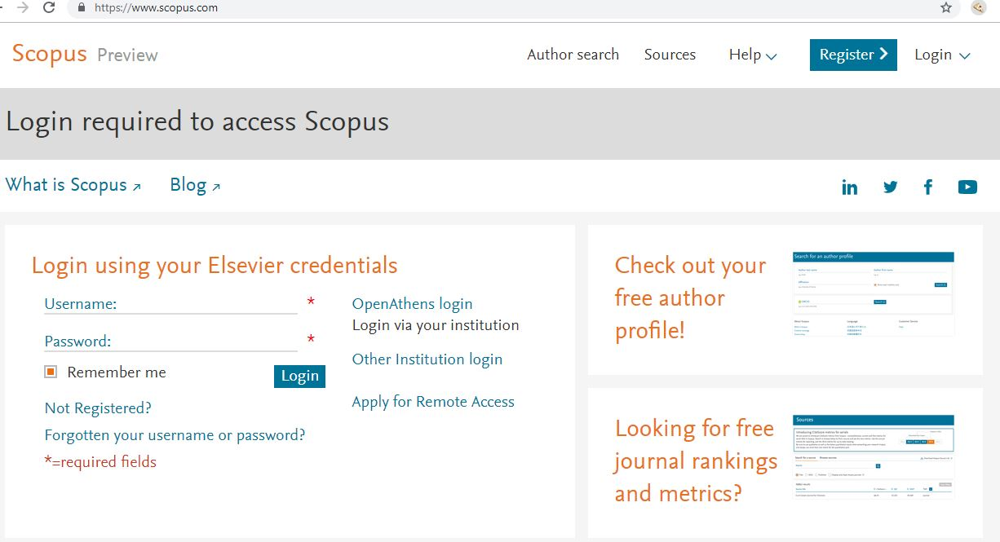 https://www.scopus.com
Scopus Preview
Author search Sources Help Register Login
Login required to access Scopus
What is Scopus Blog
Login using your Elsevier credentials
Username: *
Password: *
Remember me
Login
Not Registered?
Forgotten your username or password?
*=required fields
OpenAthens login
Login via your institution
Other Institution login
Apply for Remote Access
Check out your
free author
profile!
Search for an author profile
Looking for free
journal rankings
and metrics?
Sources